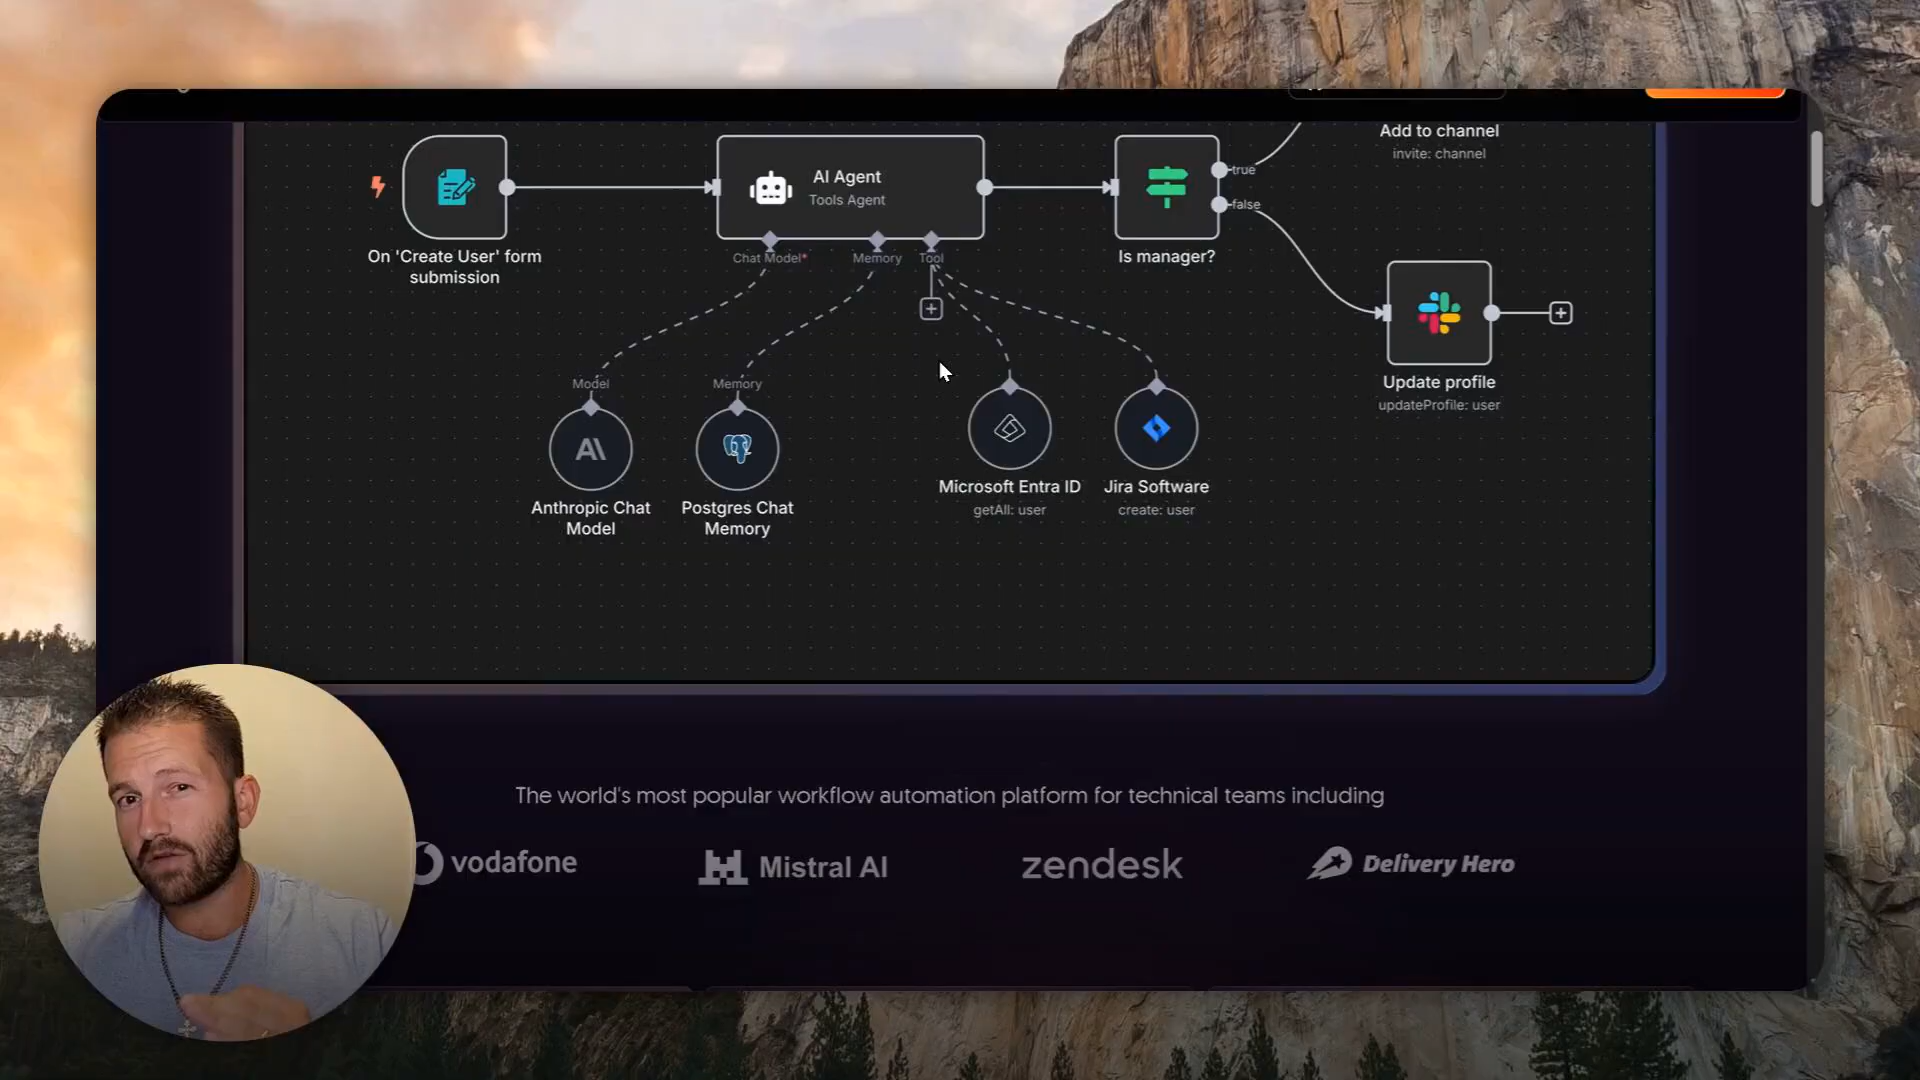 Add to channel
invite: channel
AI Agent
Tools Agent
true
false
On 'Create User' form
submission
Chat Model*
Memory
Tool
Is manager?
Model
Memory
Update profile
updateProfile: user
Anthropic Chat
Model
Postgres Chat
Memory
Microsoft Entra ID
getAll: user
Jira Software
create: user
The world's most popular workflow automation platform for technical teams including
vodafone
Mistral AI
zendesk
Delivery Hero